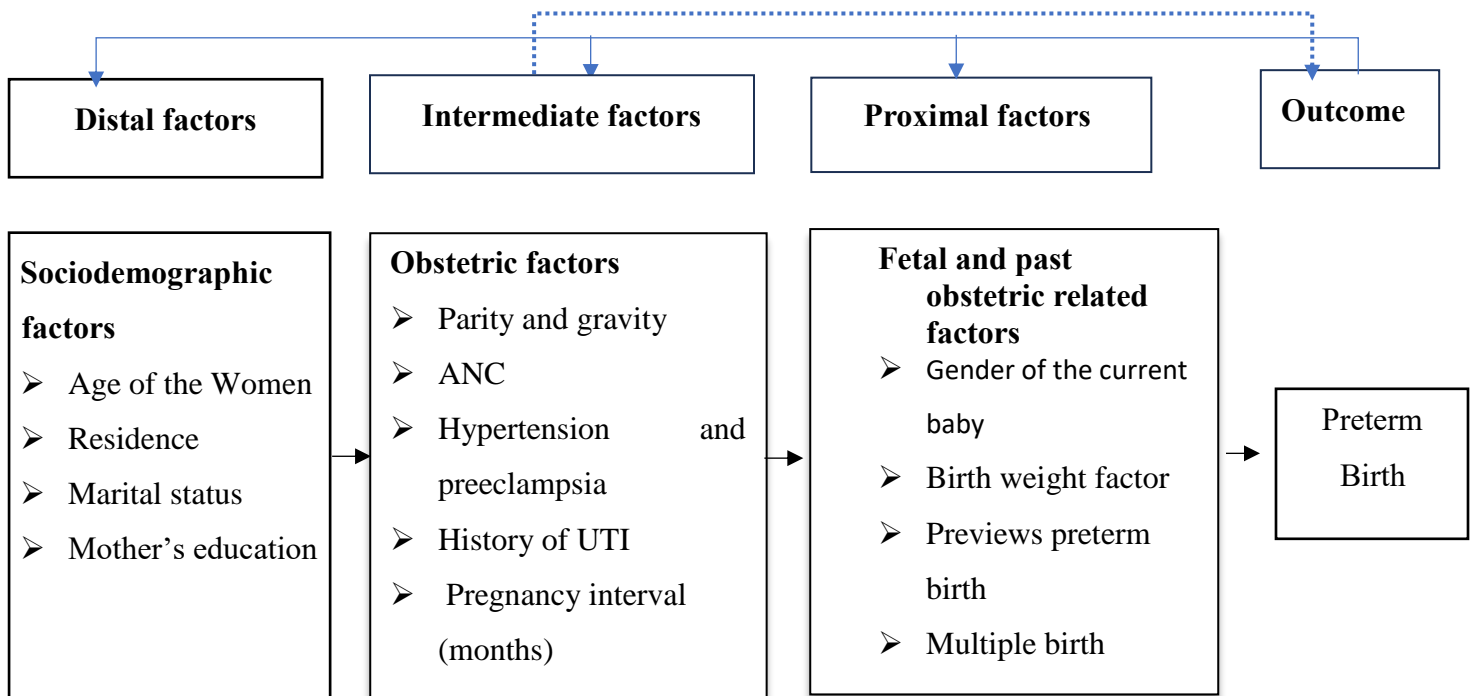 Distal factors
Intermediate factors
Proximal factors
Outcome
Sociodemographic
factors
➢ Age of the Women
➢ Residence
➢ Marital status
➢ Mother’s education
Obstetric factors
➢ Parity and gravity
➢ ANC
➢ Hypertension and
preeclampsia
➢ History of UTI
➢ Pregnancy interval
(months)
Fetal and past
obstetric related
factors
➢ Gender of the current
baby
➢ Birth weight factor
➢ Previews preterm
birth
➢ Multiple birth
Preterm
Birth